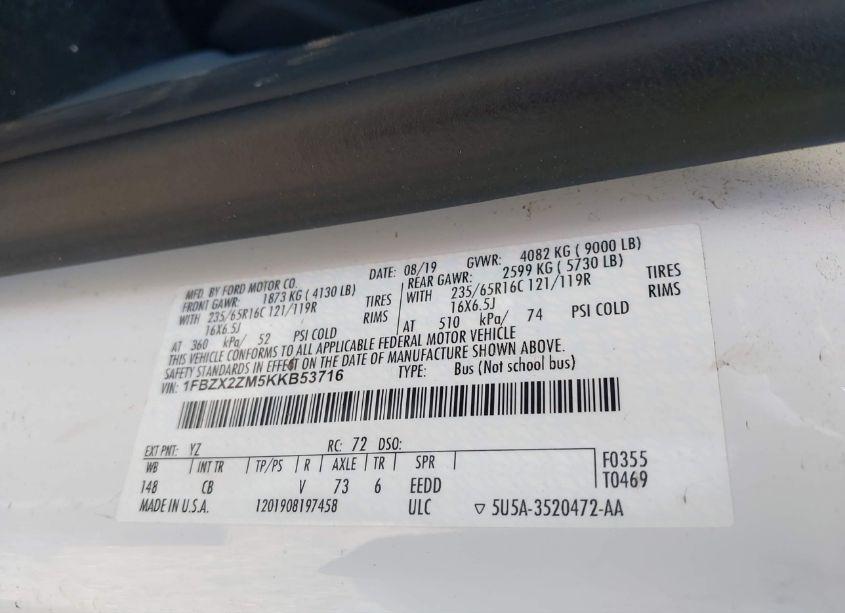 MFD. BY FORD MOTOR CO. DATE: 08/19 GVWR: 4082 KG ( 9000 LB)
FRONT GAWR: 1873 KG ( 4130 LB) REAR GAWR: 2599 KG ( 5730 LB)
WITH 235/65R16C 121/119R TIRES WITH 235/65R16C 121/119R TIRES
16X6.5J RIMS 16X6.5J RIMS
AT 360 kPa/ 52 PSI COLD AT 510 kPa/ 74 PSI COLD
THIS VEHICLE CONFORMS TO ALL APPLICABLE FEDERAL MOTOR VEHICLE
SAFETY STANDARDS IN EFFECT ON THE DATE OF MANUFACTURE SHOWN ABOVE.
VIN: 1FBZX2ZM5KKB53716 TYPE: Bus (Not school bus)
EXT PNT: YZ RC: 72 DSO:
WB INT TR TP/PS R AXLE TR SPR F0355
148 CB V 73 6 EEDD T0469
MADE IN U.S.A. 1201908197458 ULC ▽ 5U5A-3520472-AA